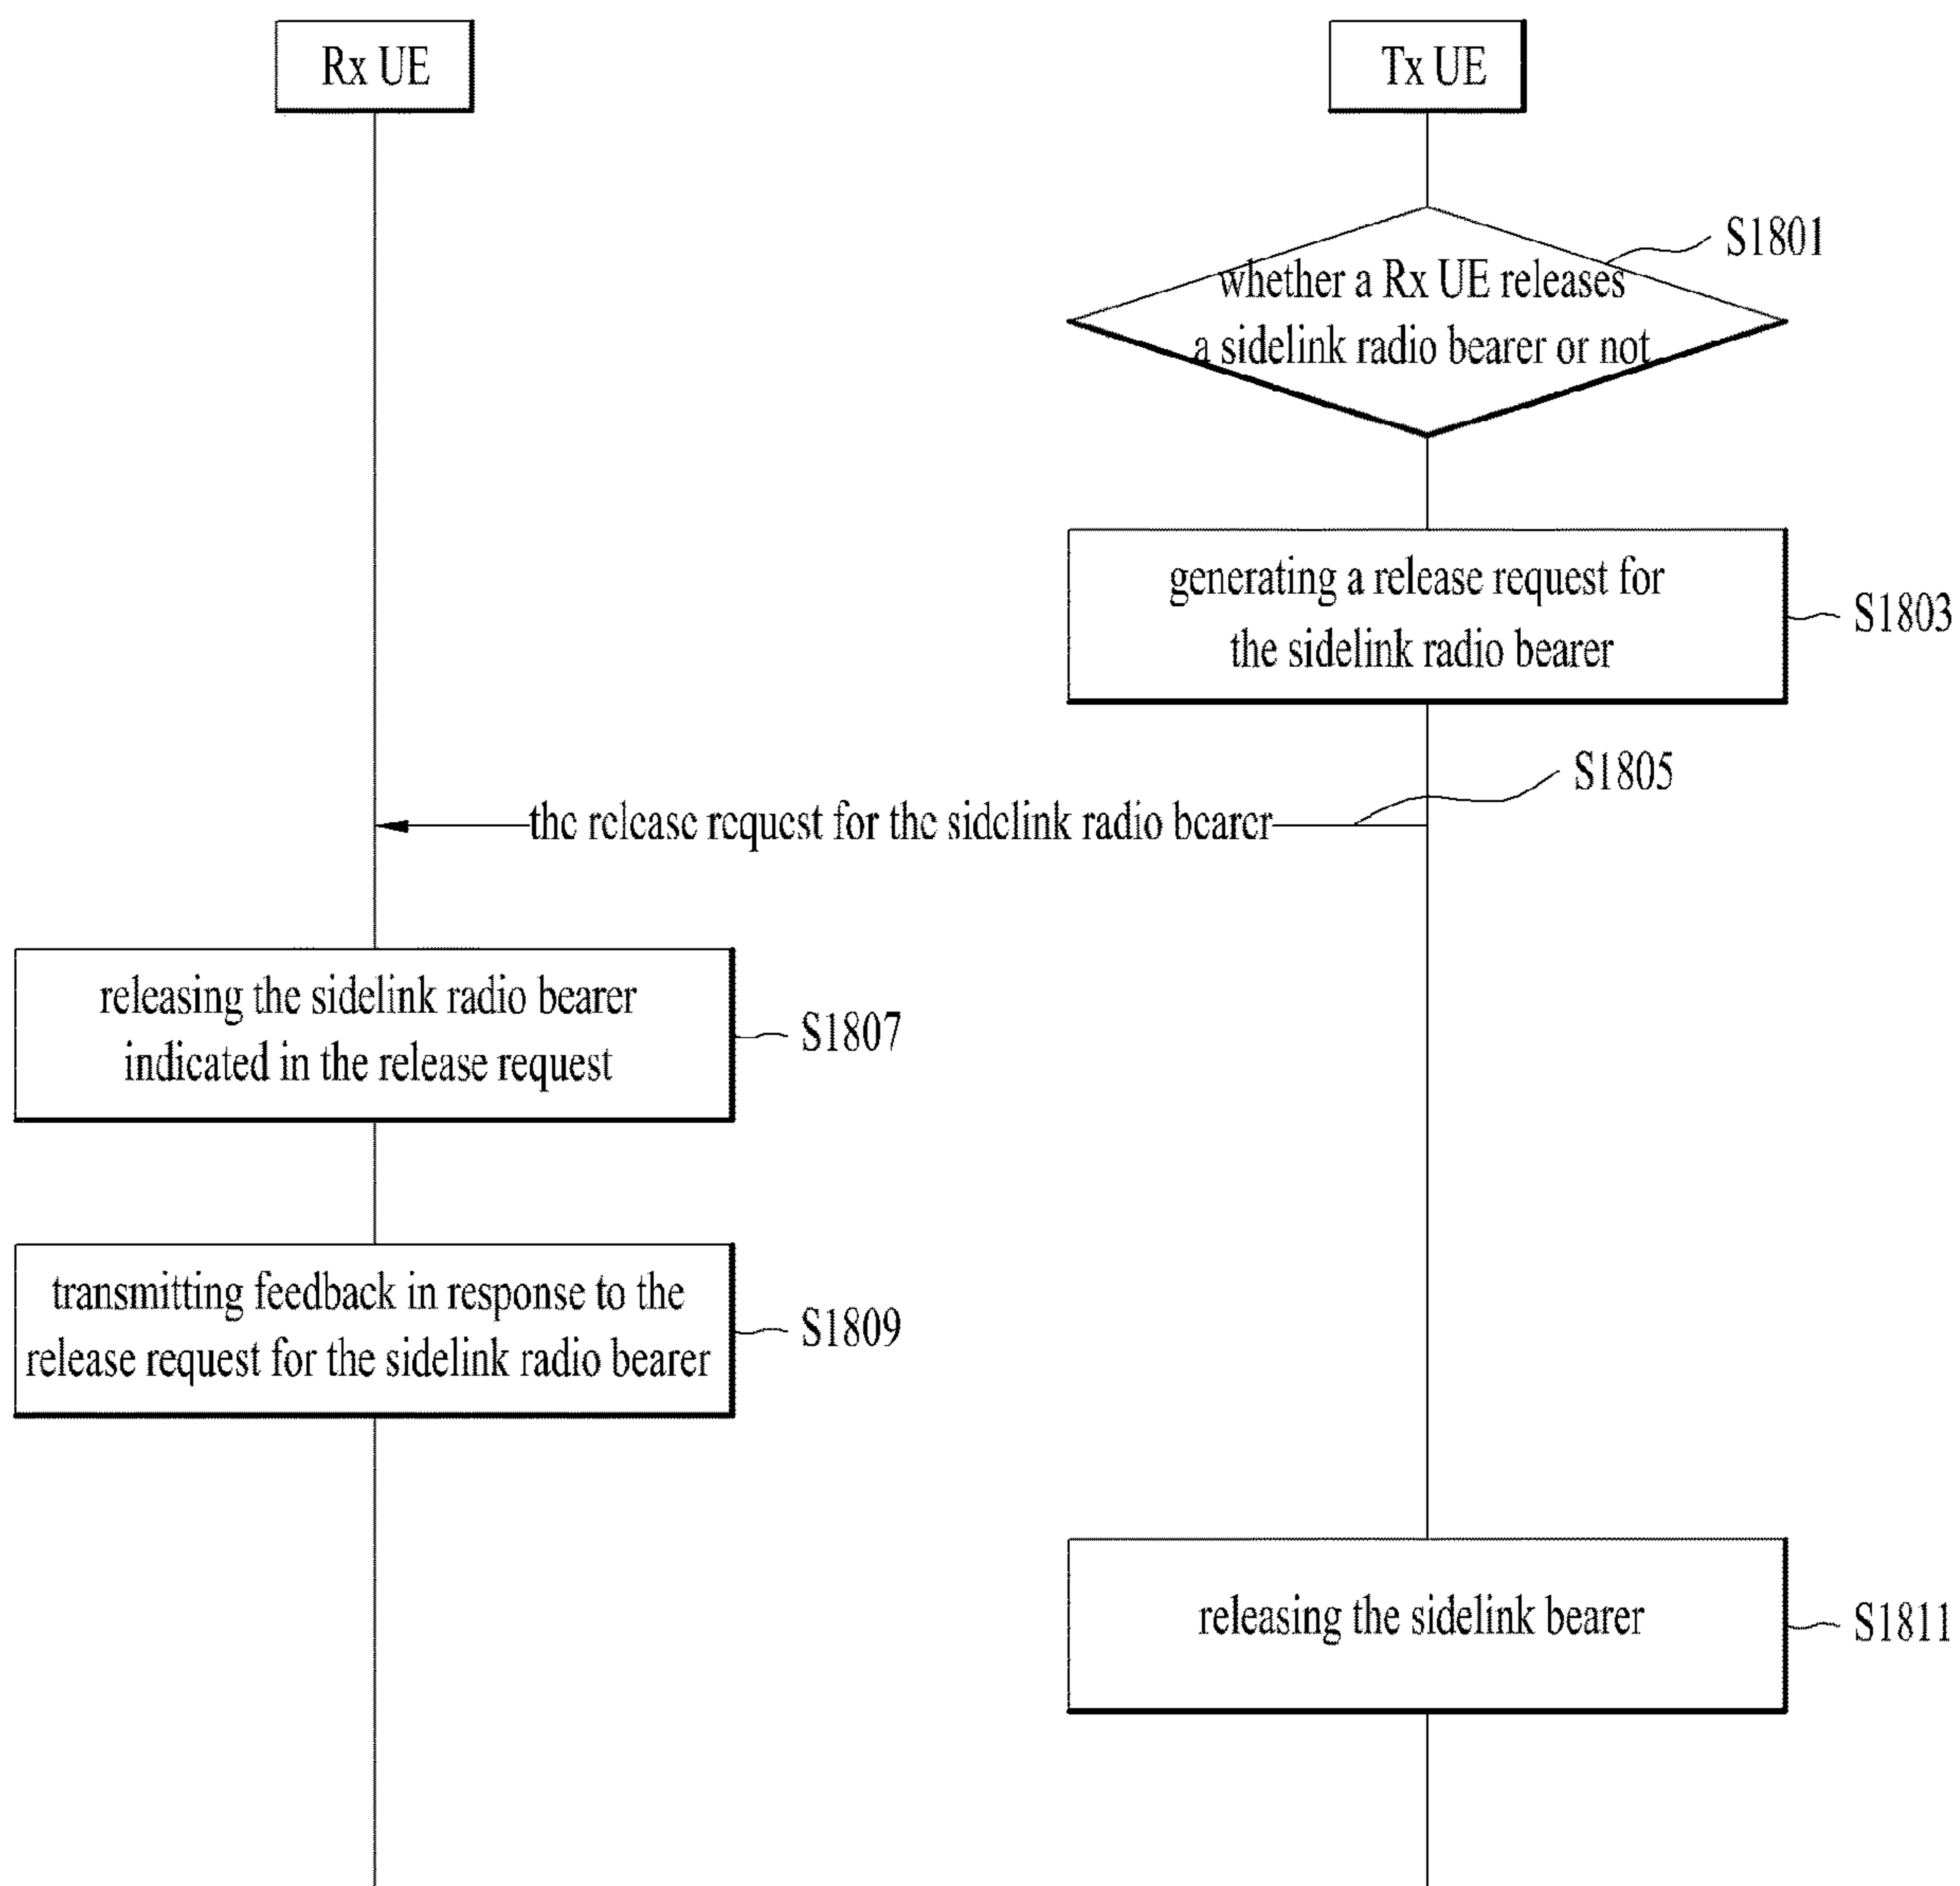 Rx UE
Tx UE
S1801
whether a Rx UE releases
a sidelink radio bearer or not
generating a release request for
the sidelink radio bearer
S1803
S1805
the release request for the sidelink radio bearer
releasing the sidelink radio bearer
indicated in the release request
S1807
transmitting feedback in response to the
release request for the sidelink radio bearer
S1809
releasing the sidelink bearer
S1811